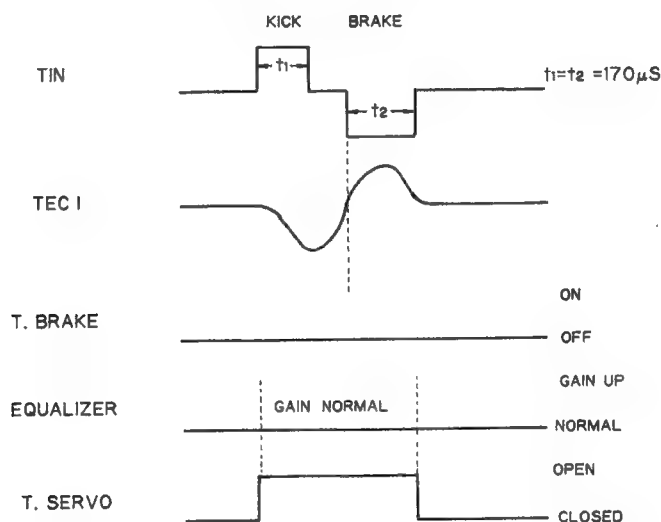 KICK BRAKE
TIN t1 t1=t2 =170μS
t2
TEC I
ON
T. BRAKE OFF
GAIN UP
EQUALIZER GAIN NORMAL NORMAL
OPEN
T. SERVO CLOSED